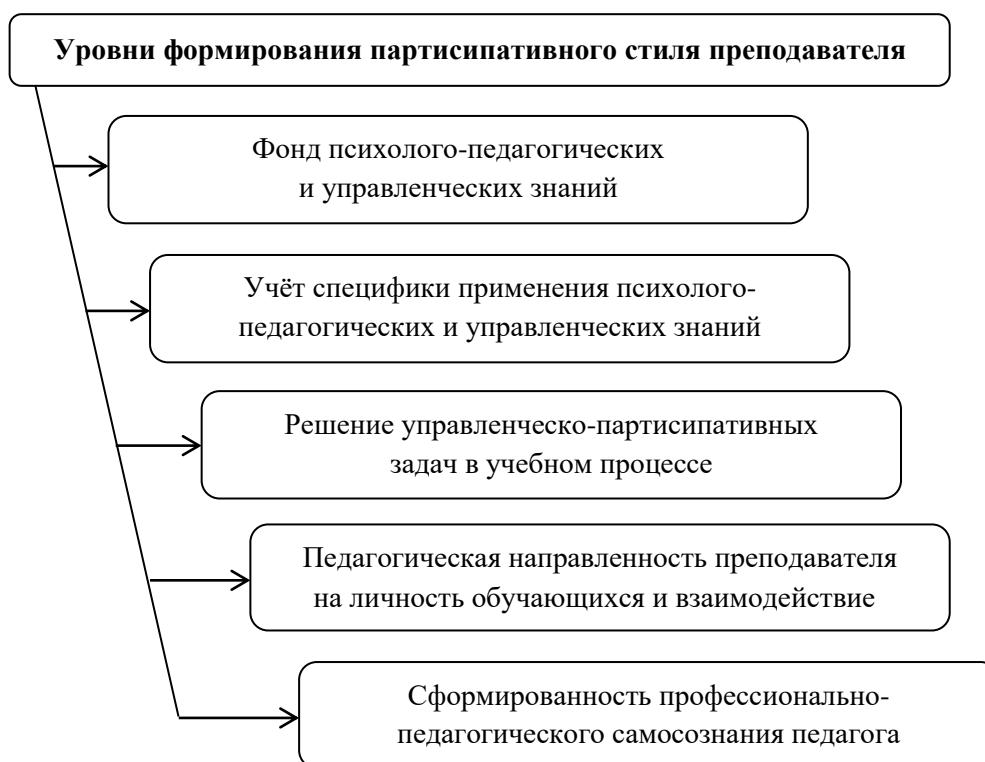 Уровни формирования партисипативного стиля преподавателя
Фонд психолого-педагогических
и управленческих знаний
Учёт специфики применения психолого-
педагогических и управленческих знаний
Решение управленческо-партисипативных
задач в учебном процессе
Педагогическая направленность преподавателя
на личность обучающихся и взаимодействие
Сформированность профессионально-
педагогического самосознания педагога